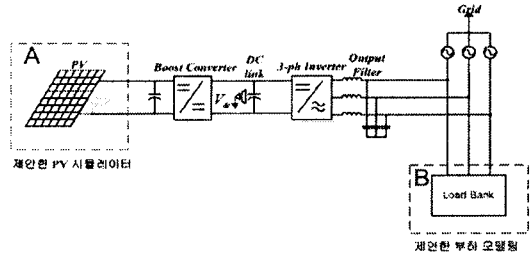 Grid
A
PV
Boost Converter
DC
link
3-ph Inverter
Output
Filter
제안한 PV 시뮬레이터
B
Load Bank
제안한 부하 모델링